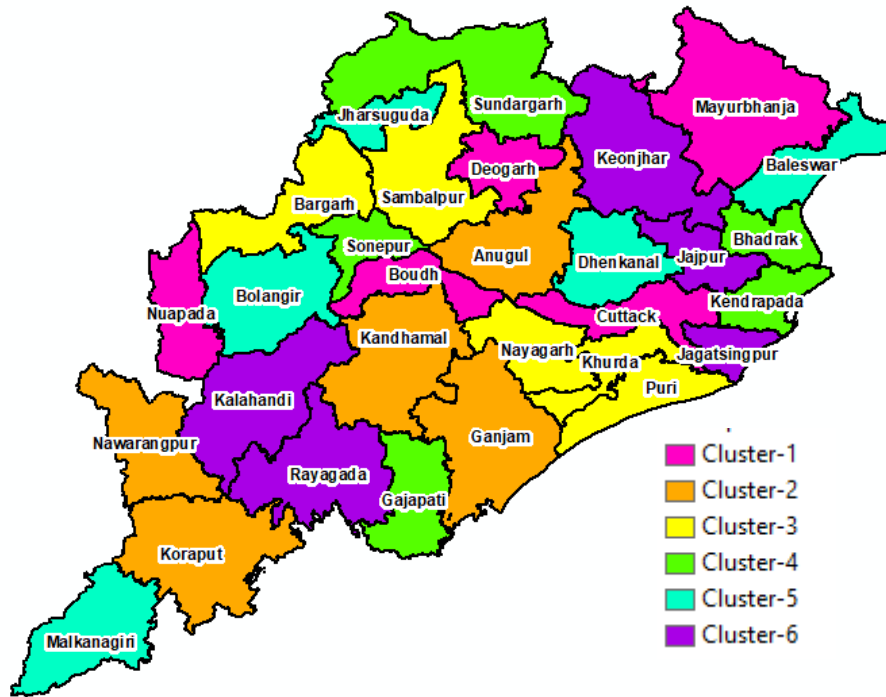 Sundargarh
Mayurbhanja
Jharsuguda
Keonjhar
Baleswar
Deogarh
Sambalpur
Bargarh
Bhadrak
Sonepur
Anugul
Jajpur
Dhenkanal
Boudh
Bolangir
Kendrapada
Nuapada
Cuttack
Kandhamal
Nayagarh
Jagatsingpur
Khurda
Puri
Kalahandi
Ganjam
Nawarangpur
Rayagada
Gajapati
Koraput
Malkanagiri
Cluster-1
Cluster-2
Cluster-3
Cluster-4
Cluster-5
Cluster-6